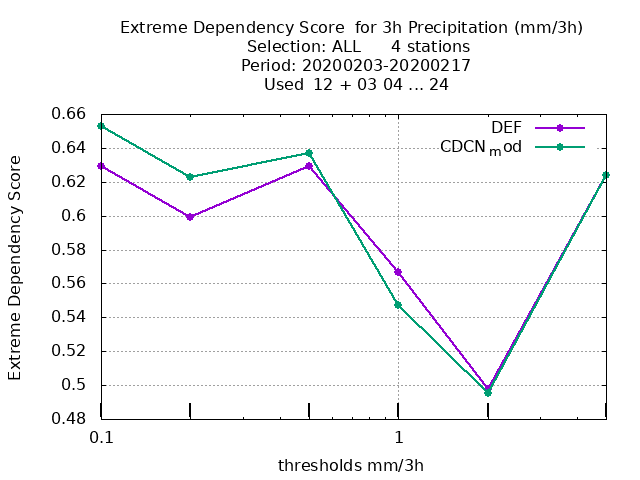 Extreme Dependency Score  for 3h Precipitation (mm/3h)
Selection: ALL      4 stations
Period: 20200203-20200217
Used  12 + 03 04 ... 24
0.66
0.64
0.62
0.6
0.58
0.56
0.54
0.52
0.5
0.48
Extreme Dependency Score
DEF
CDCNmod
0.1
1
thresholds mm/3h